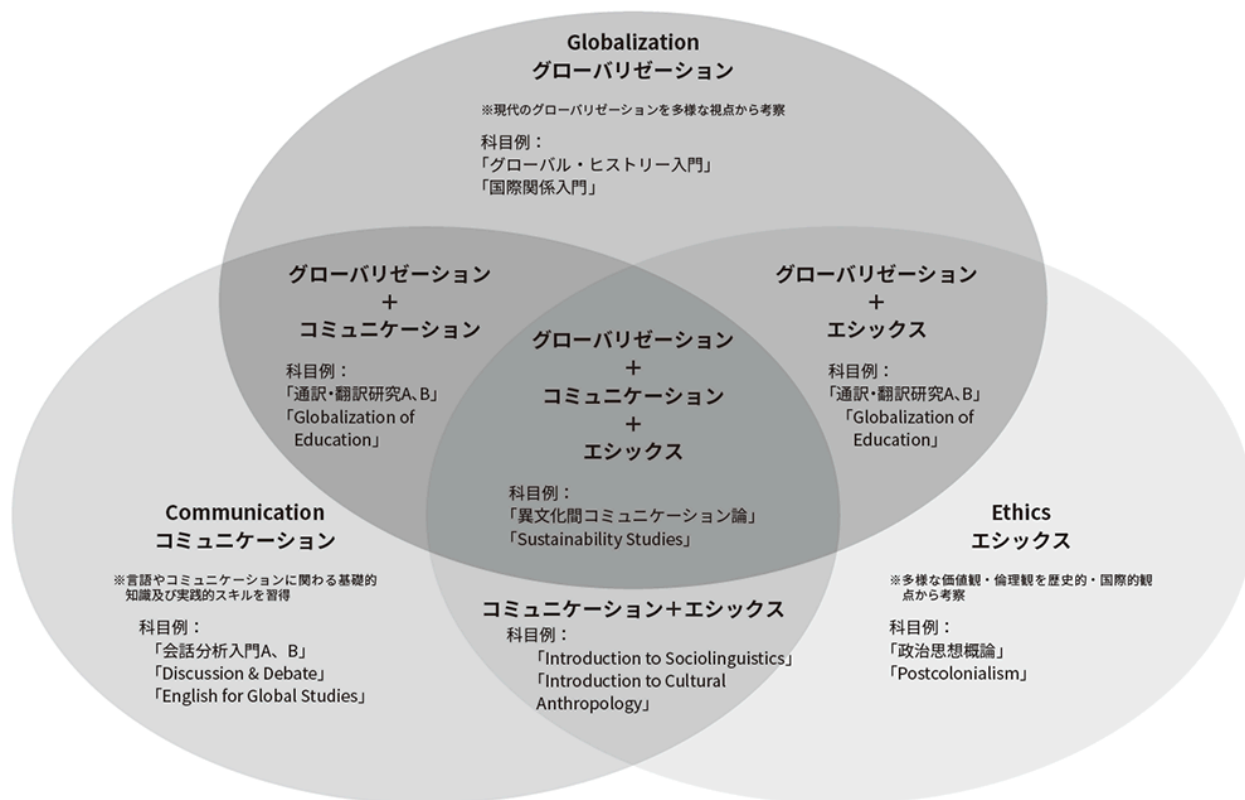 Globalization
グローバリゼーション
※現代のグローバリゼーションを多様な視点から考察
科目例：
「グローバル・ヒストリー入門」
「国際関係入門」
グローバリゼーション
＋
コミュニケーション
科目例：
「通訳・翻訳研究A、B」
「Globalization of
Education」
グローバリゼーション
＋
コミュニケーション
＋
エシックス
科目例：
「異文化間コミュニケーション論」
「Sustainability Studies」
グローバリゼーション
＋
エシックス
科目例：
「通訳・翻訳研究A、B」
「Globalization of
Education」
Communication
コミュニケーション
※言語やコミュニケーションに関わる基礎的
知識及び実践的スキルを習得
科目例：
「会話分析入門A、B」
「Discussion & Debate」
「English for Global Studies」
コミュニケーション＋エシックス
科目例：
「Introduction to Sociolinguistics」
「Introduction to Cultural
Anthropology」
Ethics
エシックス
※多様な価値観・倫理観を歴史的・国際的観
点から考察
科目例：
「政治思想概論」
「Postcolonialism」